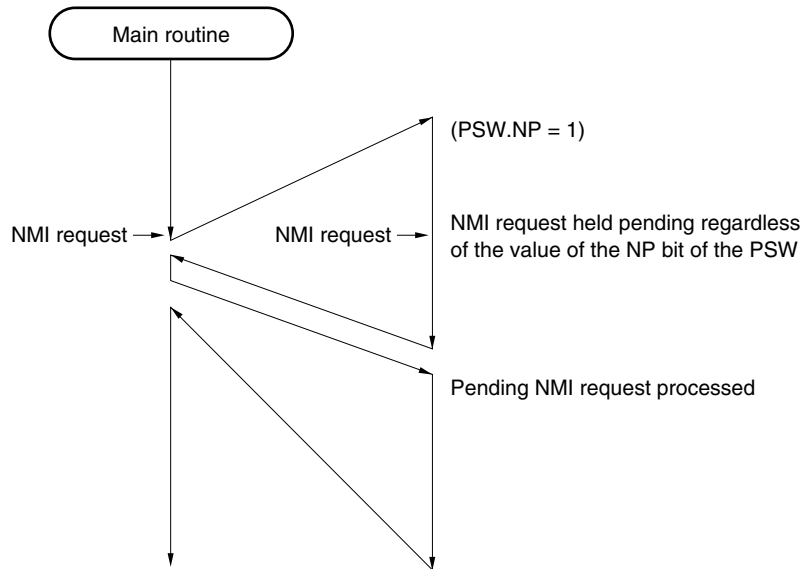 Main routine
(PSW.NP = 1)
NMI request
NMI request
NMI request held pending regardless
of the value of the NP bit of the PSW
Pending NMI request processed